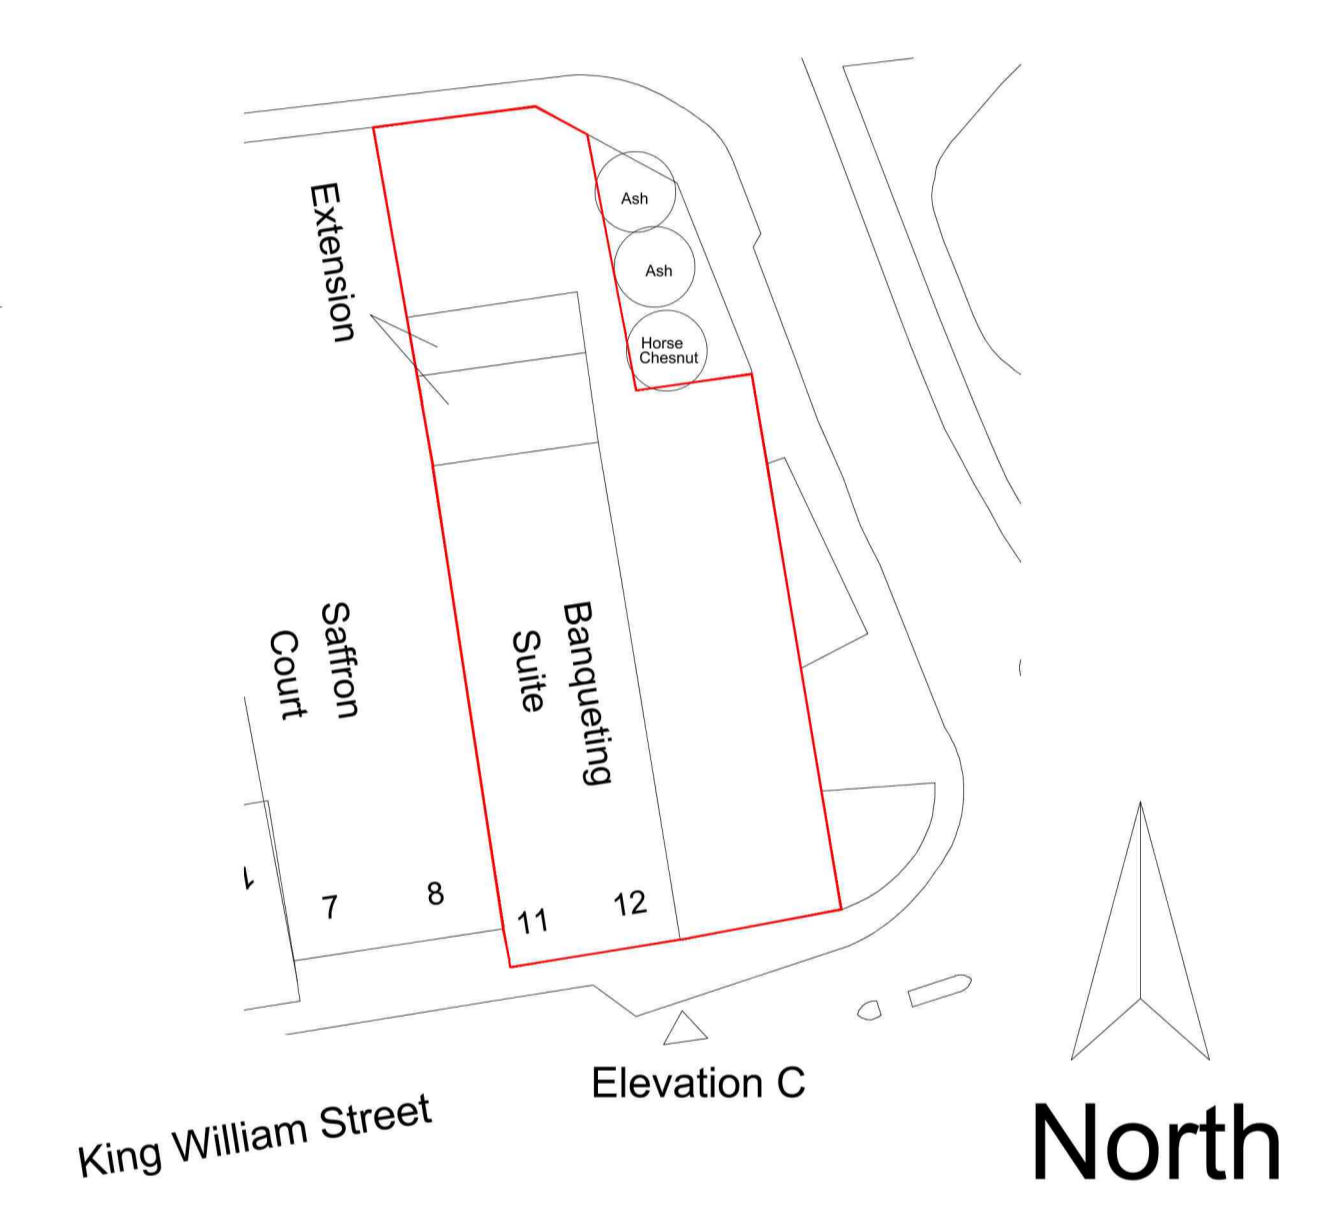 Ash
Extension
Ash
Horse
Chesnut
Saffron
Court
Banqueting
Suite
7
8
11
12
Elevation C
King William Street
North